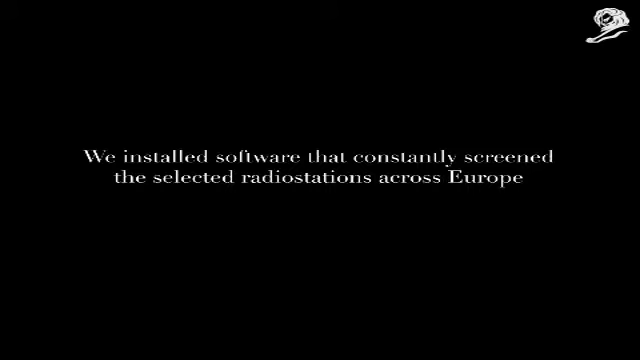 We installed software that constantly screened
the selected radiostations across Europe